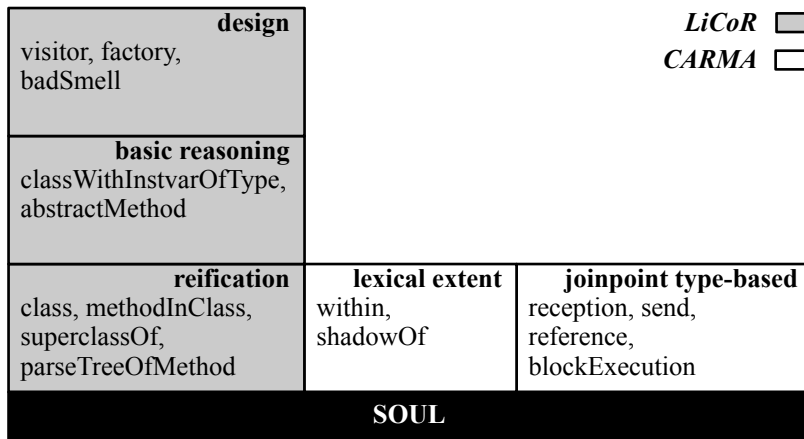 design
visitor, factory,
badSmell
LiCoR
CARMA
basic reasoning
classWithInstvarOfType,
abstractMethod
reification
class, methodInClass,
superclassOf,
parseTreeOfMethod
lexical extent
within,
shadowOf
joinpoint type-based
reception, send,
reference,
blockExecution
SOUL